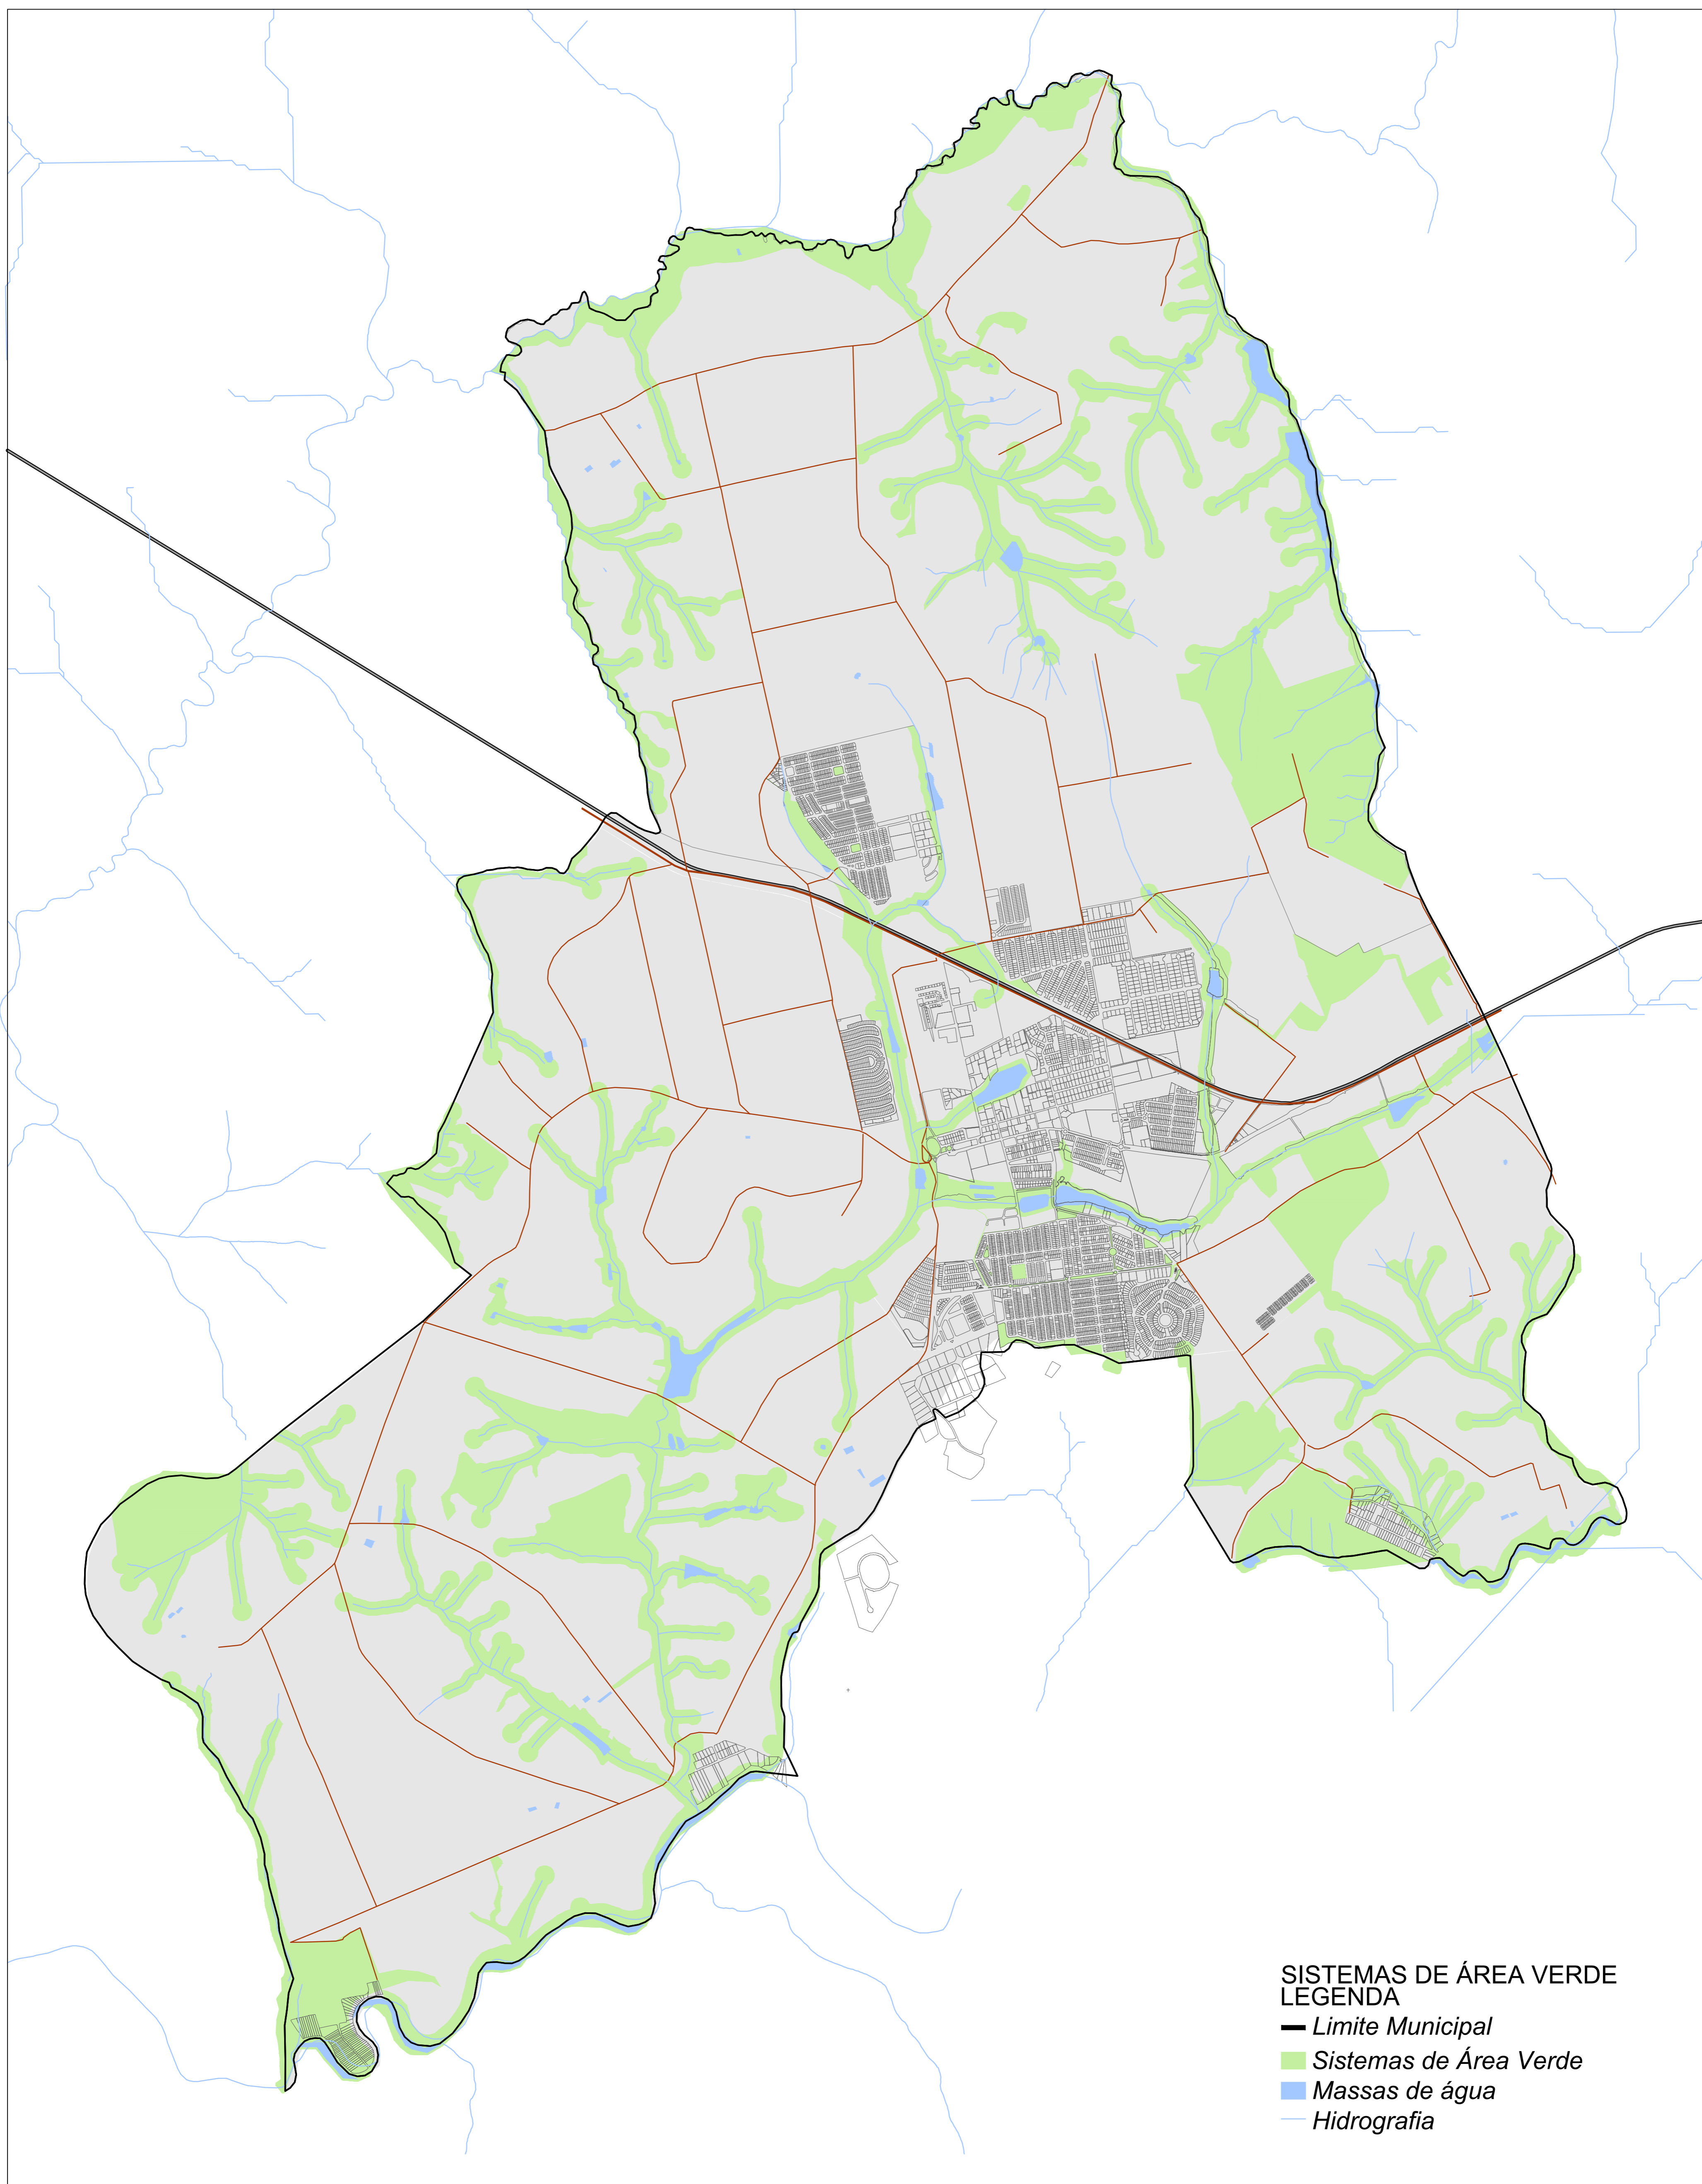 SISTEMAS DE ÁREA VERDE
LEGENDA
Limite Municipal
Sistemas de Área Verde
Massas de água
Hidrografia